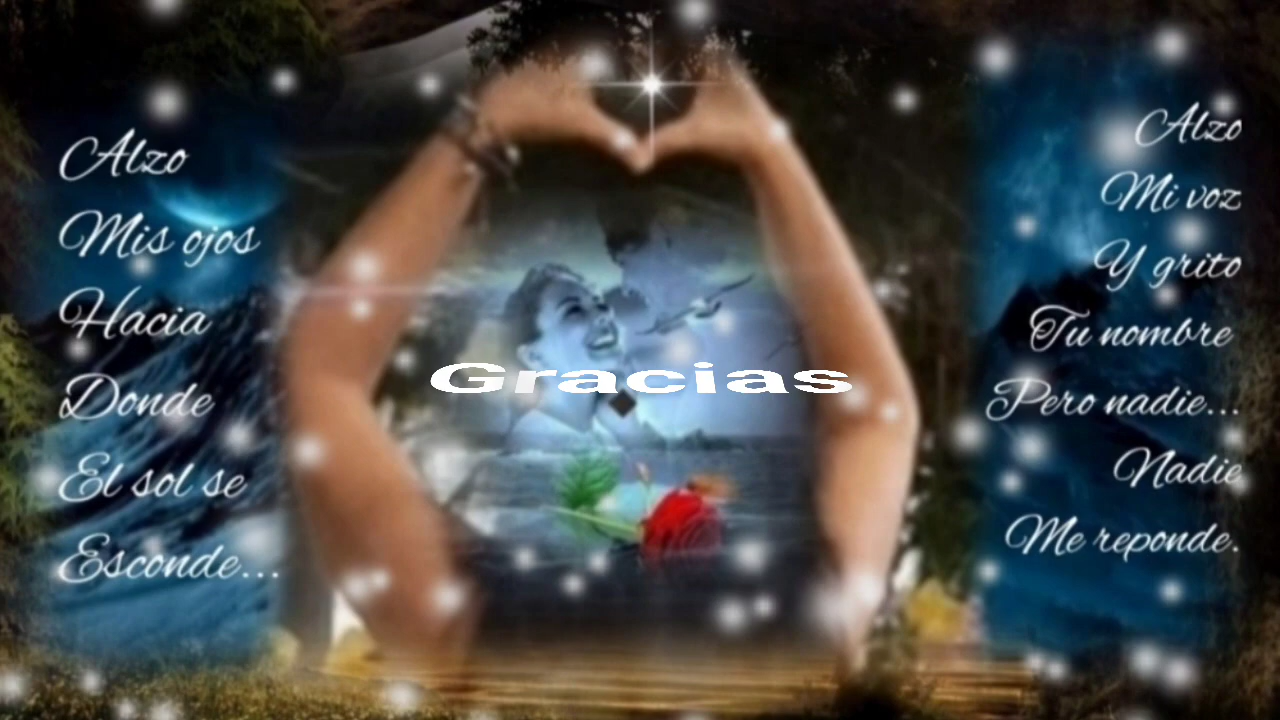 Alzo
Mis ojos
Hacia
Donde
El sol se
Esconde...
Gracias
Alzo
Mi voz
Y grito
Tu nombre
Pero nadie...
Nadie
Me reponde.